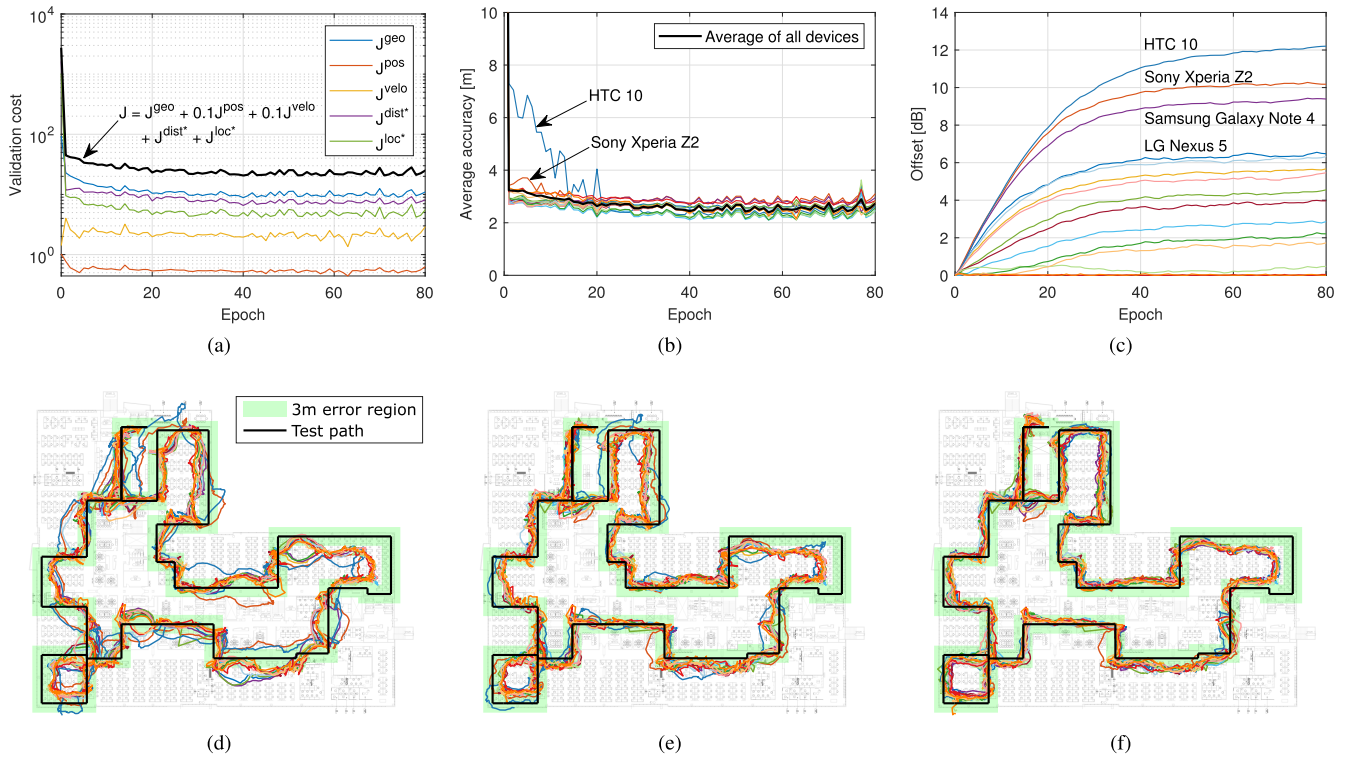 10^4
10^2
10^0
Validation cost
J = J^geo + 0.1J^pos + 0.1J^velo
+ J^dist* + J^loc*
J^geo
J^pos
J^velo
J^dist*
J^loc*
0 20 40 60 80
Epoch
(a)
10
8
6
4
2
0
Average accuracy [m]
Average of all devices
HTC 10
Sony Xperia Z2
0 20 40 60 80
Epoch
(b)
14
12
10
8
6
4
2
0
Offset [dB]
HTC 10
Sony Xperia Z2
Samsung Galaxy Note 4
LG Nexus 5
0 20 40 60 80
Epoch
(c)
3m error region
Test path
(d)
(e)
(f)